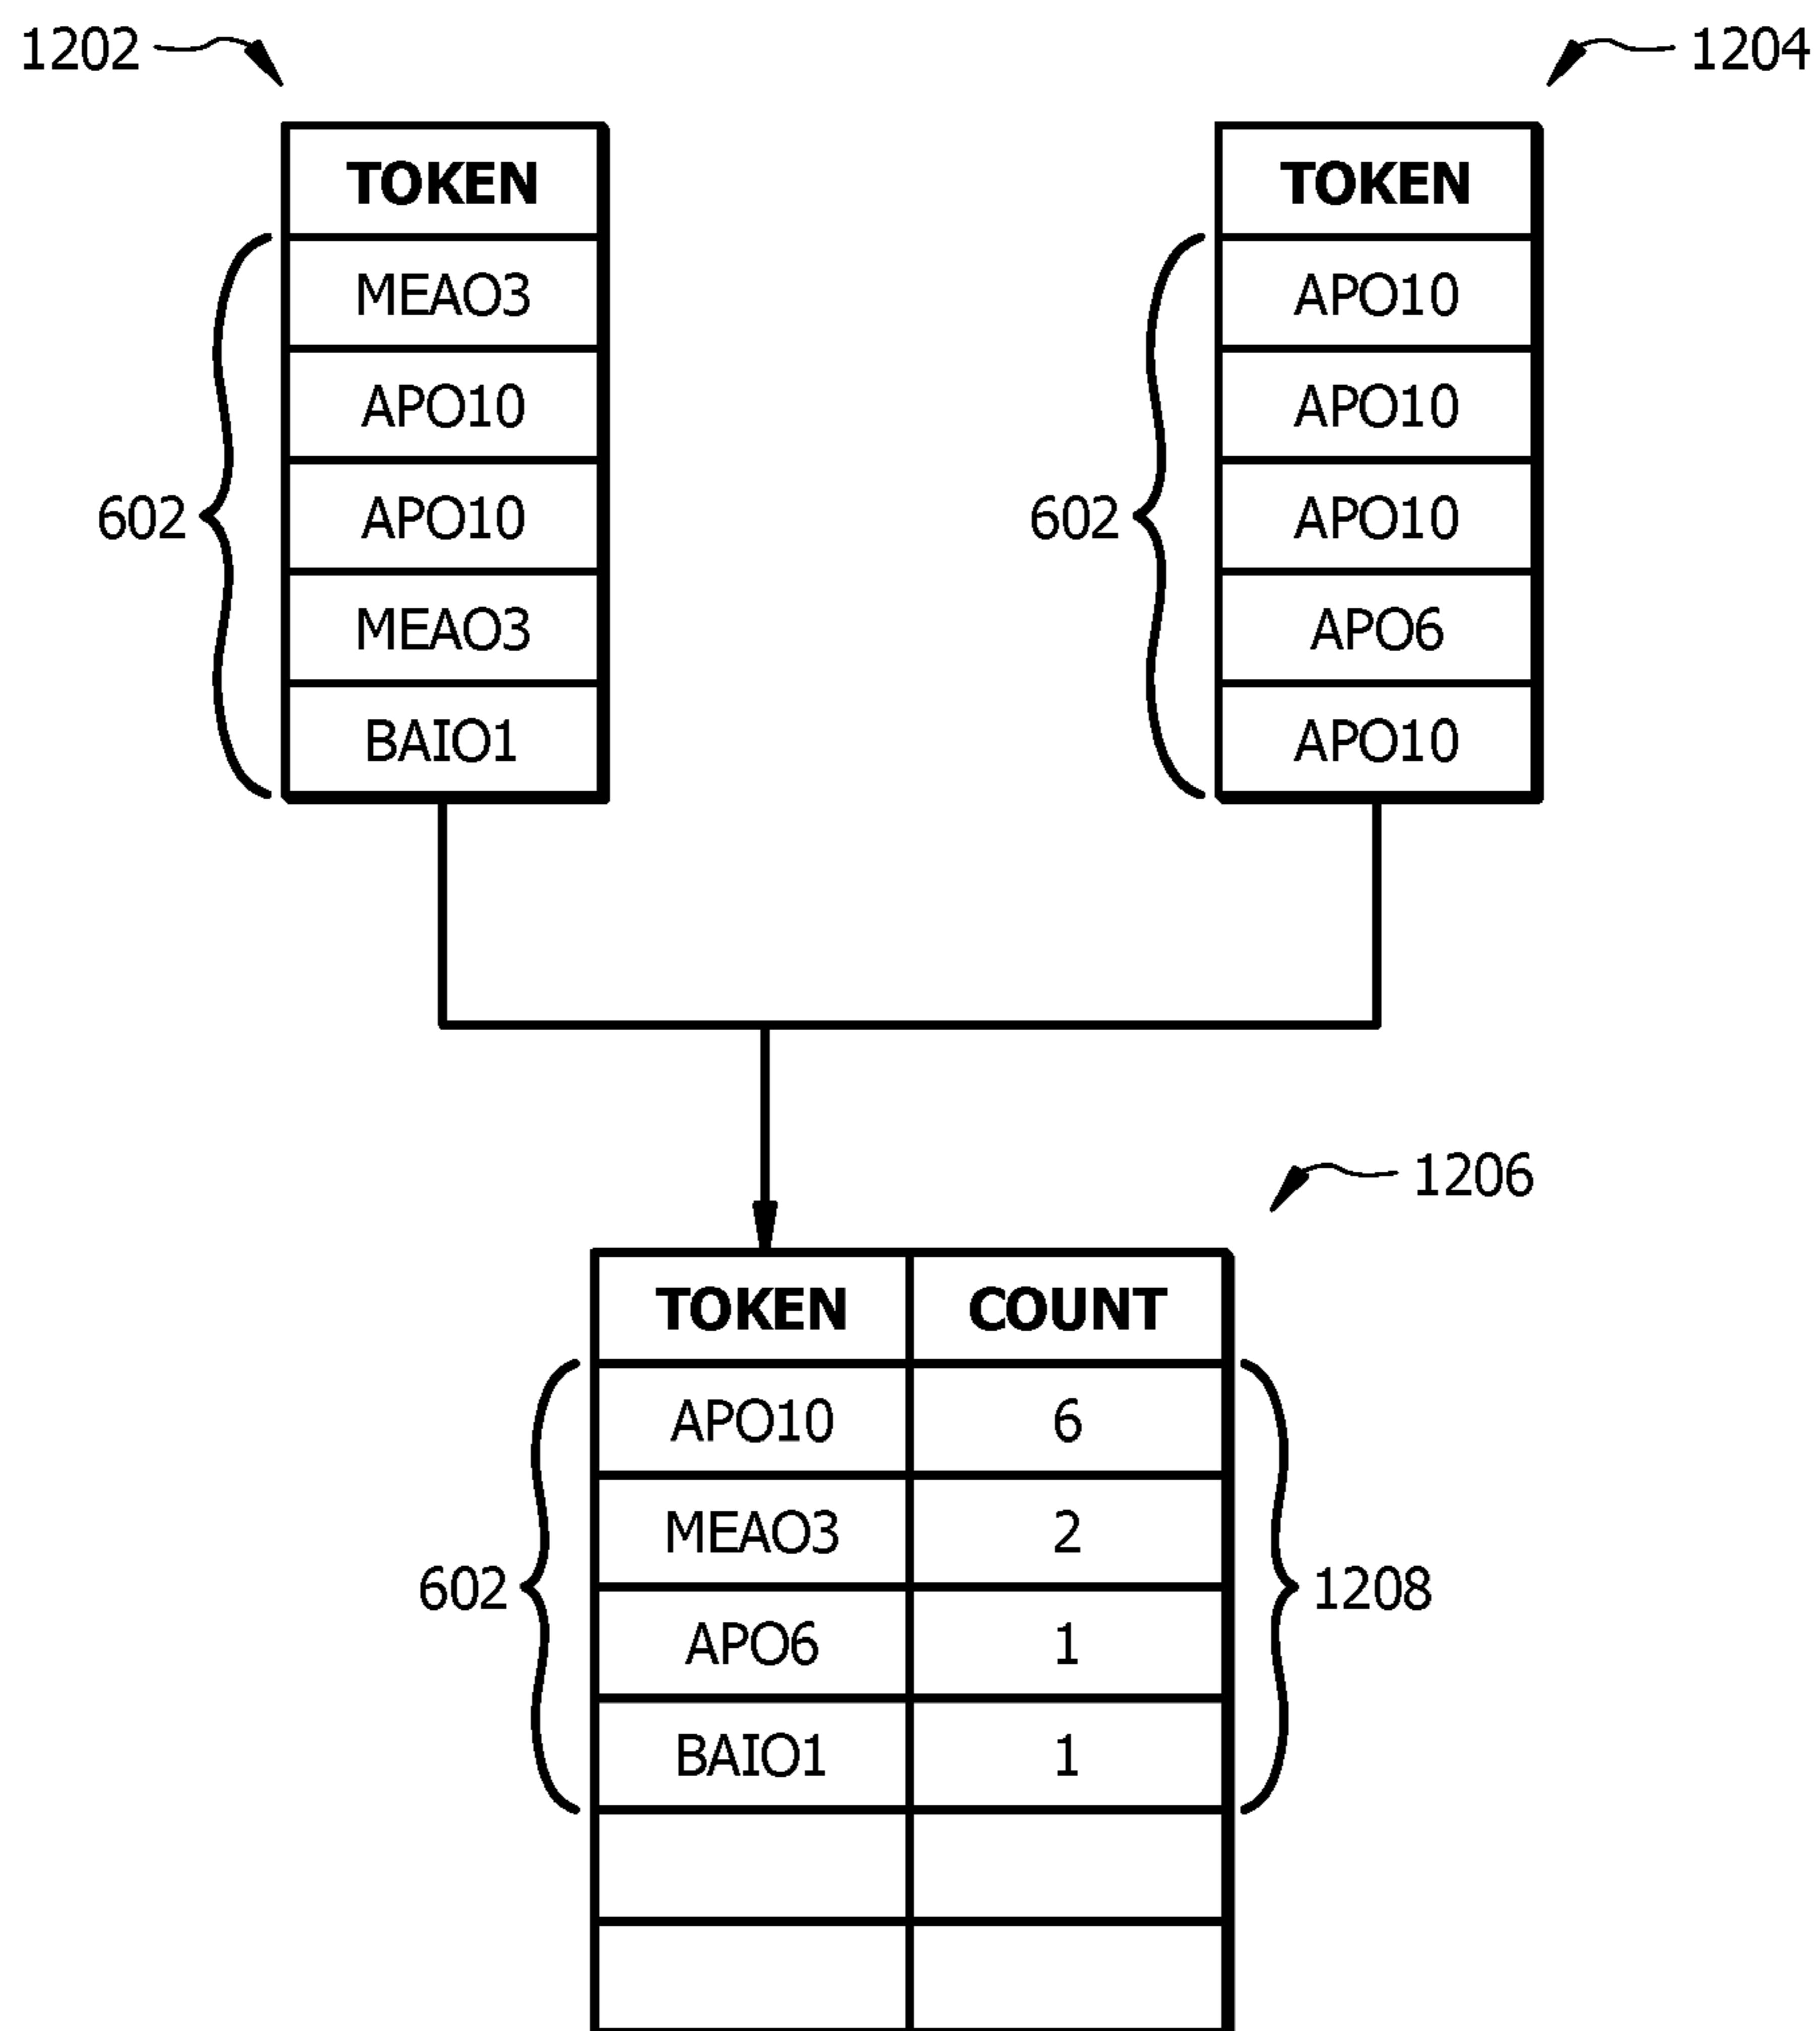 1202
1204
TOKEN
MEAO3
APO10
APO10
MEAO3
BAIO1
602
TOKEN
APO10
APO10
APO10
APO6
APO10
602
1206
TOKEN COUNT
APO10 6
MEAO3 2
APO6 1
BAIO1 1
602
1208